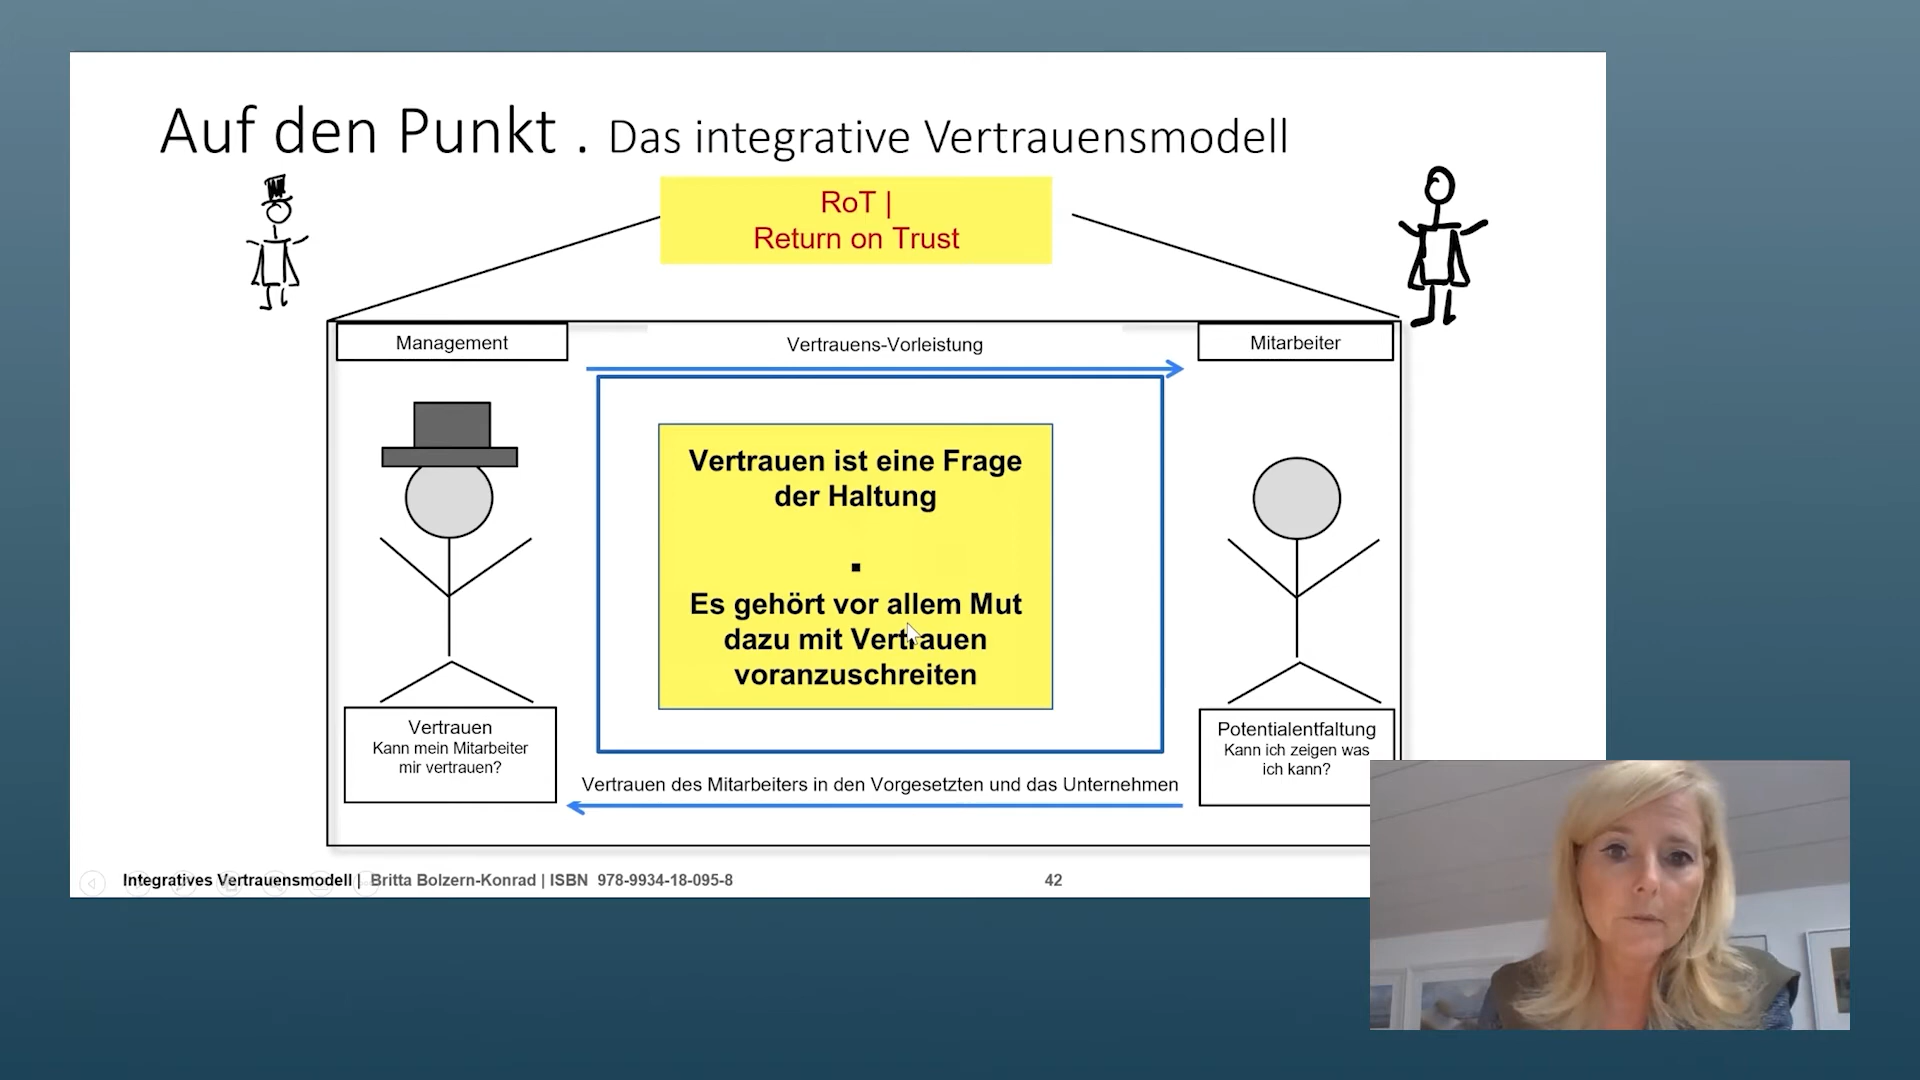 Auf den Punkt . Das integrative Vertrauensmodell
RoT |
Return on Trust
Management
Vertrauens-Vorleistung
Mitarbeiter
Vertrauen ist eine Frage
der Haltung
▪
Es gehört vor allem Mut
dazu mit Vertrauen
voranzuschreiten
Vertrauen
Kann mein Mitarbeiter
mir vertrauen?
Potentialentfaltung
Kann ich zeigen was
ich kann?
Vertrauen des Mitarbeiters in den Vorgesetzten und das Unternehmen
Integratives Vertrauensmodell | Britta Bolzern-Konrad | ISBN 978-9934-18-095-8
42